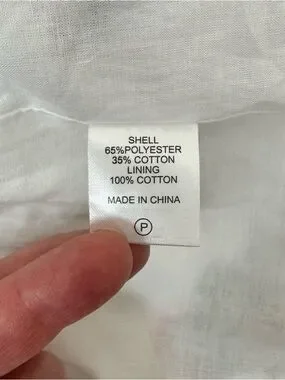 SHELL
65%POLYESTER
35% COTTON
LINING
100% COTTON
MADE IN CHINA
P